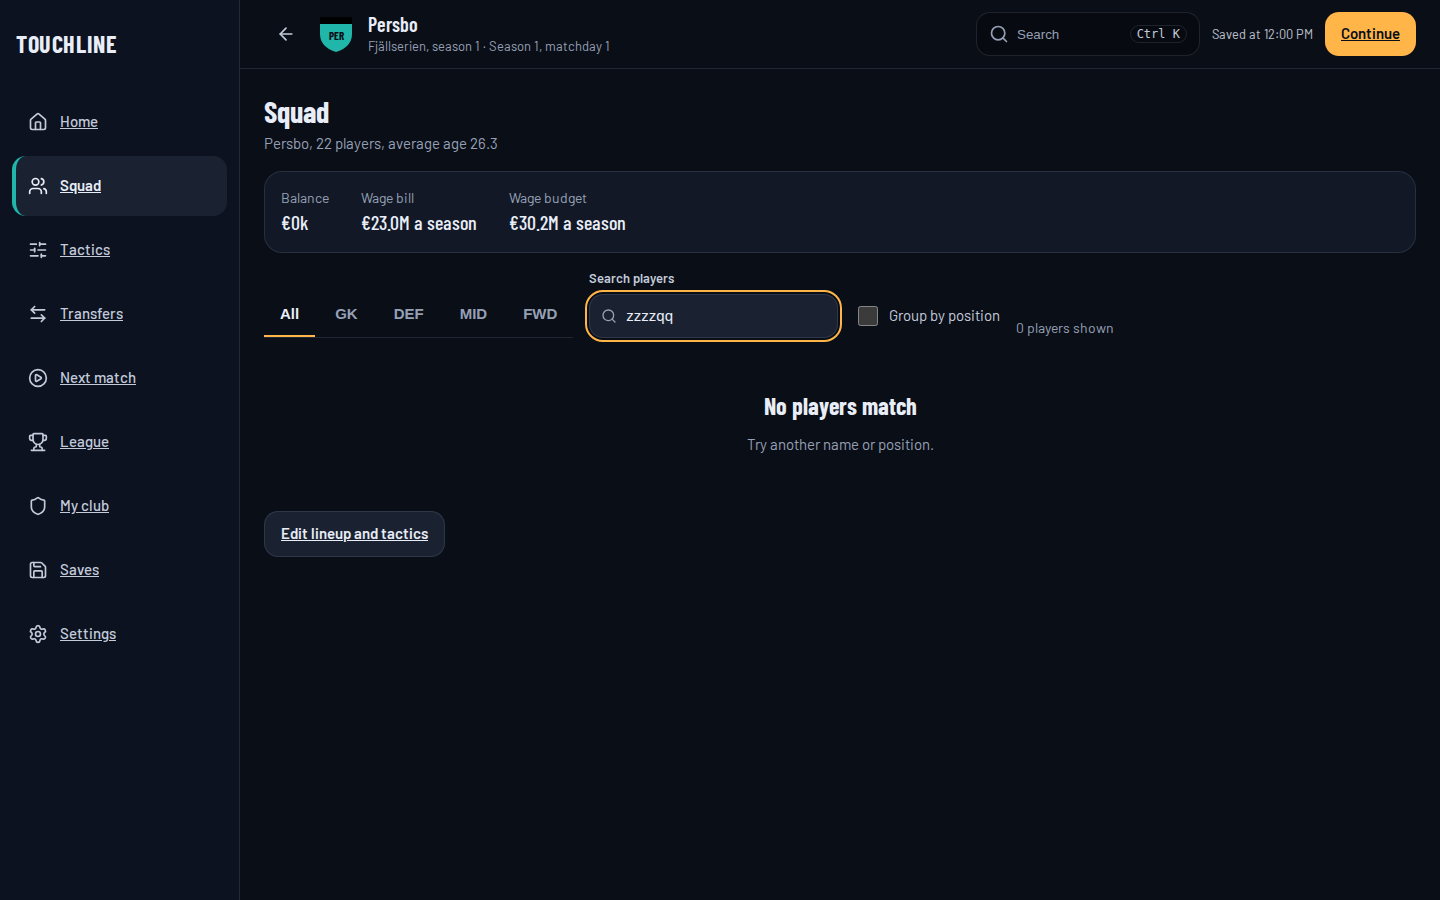 TOUCHLINE
Home
Squad
Tactics
Transfers
Next match
League
My club
Saves
Settings
PER
Persbo
Fjällserien, season 1 · Season 1, matchday 1
Search
Ctrl K
Saved at 12:00 PM
Continue
Squad
Persbo, 22 players, average age 26.3
Balance
€0k
Wage bill
€23.0M a season
Wage budget
€30.2M a season
All
GK
DEF
MID
FWD
Search players
zzzzqq
Group by position
0 players shown
No players match
Try another name or position.
Edit lineup and tactics